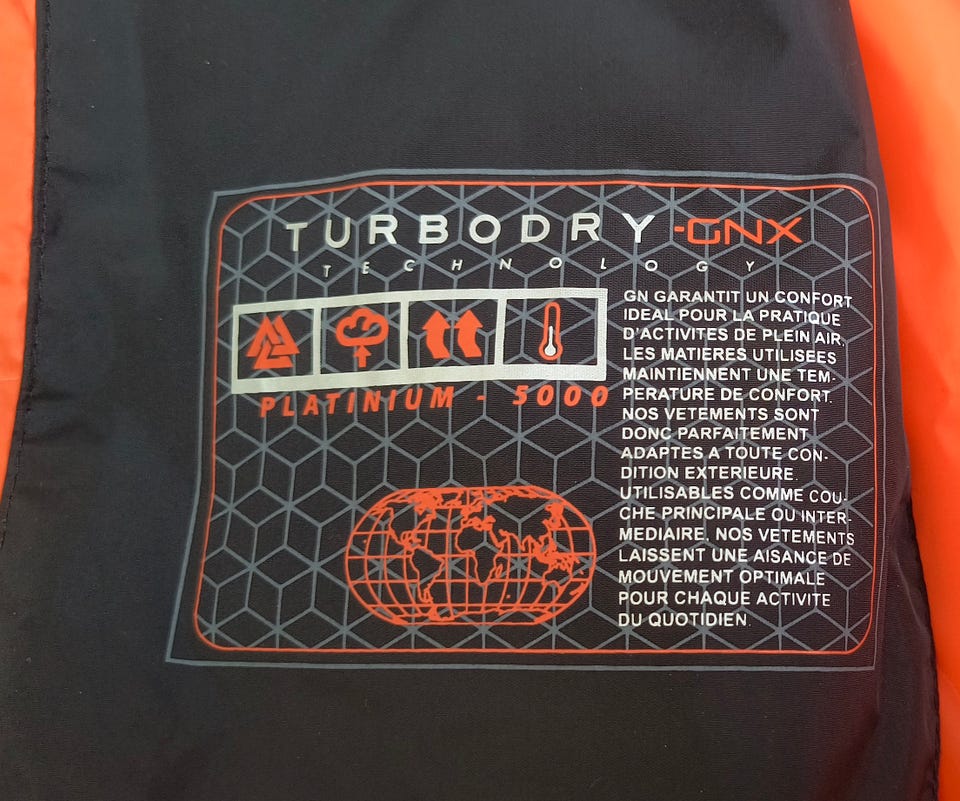 TURBODRY-GNX
TECHNOLOGY
PLATINIUM - 5000
GN GARANTIT UN CONFORT
IDEAL POUR LA PRATIQUE
D'ACTIVITES DE PLEIN AIR.
LES MATIERES UTILISEES
MAINTIENNENT UNE TEM-
PERATURE DE CONFORT.
NOS VETEMENTS SONT
DONC PARFAITEMENT
ADAPTES A TOUTE CON-
DITION EXTERIEURE.
UTILISABLES COMME COU-
CHE PRINCIPALE OU INTER-
MEDIAIRE, NOS VETEMENTS
LAISSENT UNE AISANCE DE
MOUVEMENT OPTIMALE
POUR CHAQUE ACTIVITE
DU QUOTIDIEN.